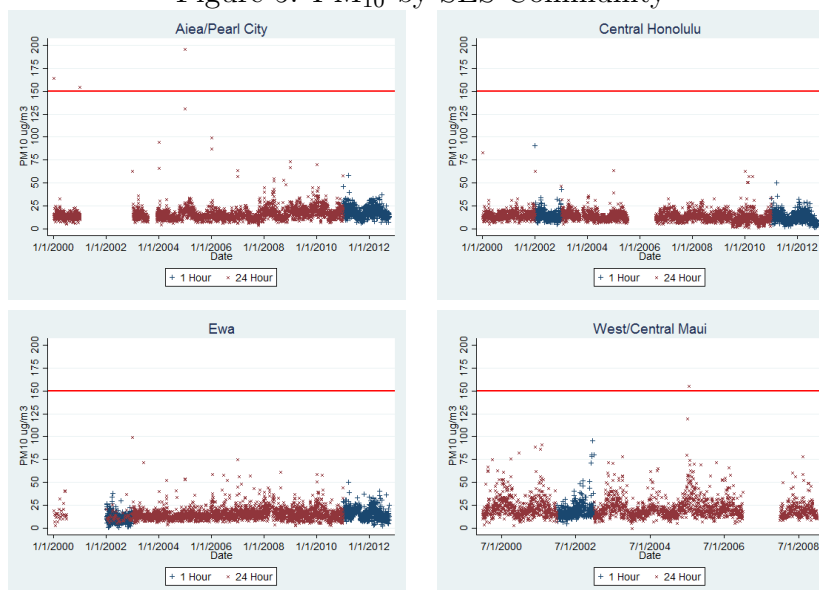 Figure 3: PM10 by SES Community
Aiea/Pearl City
PM10 ug/m3
0 25 50 75 100 125 150 175 200
1/1/2000 1/1/2002 1/1/2004 1/1/2006 1/1/2008 1/1/2010 1/1/2012
Date
+ 1 Hour × 24 Hour
Central Honolulu
PM10 ug/m3
0 25 50 75 100 125 150 175 200
1/1/2000 1/1/2002 1/1/2004 1/1/2006 1/1/2008 1/1/2010 1/1/2012
Date
+ 1 Hour × 24 Hour
Ewa
PM10 ug/m3
0 25 50 75 100 125 150 175 200
1/1/2000 1/1/2002 1/1/2004 1/1/2006 1/1/2008 1/1/2010 1/1/2012
Date
+ 1 Hour × 24 Hour
West/Central Maui
PM10 ug/m3
0 25 50 75 100 125 150 175 200
7/1/2000 7/1/2002 7/1/2004 7/1/2006 7/1/2008
Date
+ 1 Hour × 24 Hour